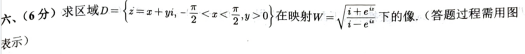 六、(6分) 求区域D = { z = x + yi, -π/2 < x < π/2, y > 0 } 在映射W = √((i+e^{iz})/(i-e^{iz})) 下的像. (答题过程需用图
表示)